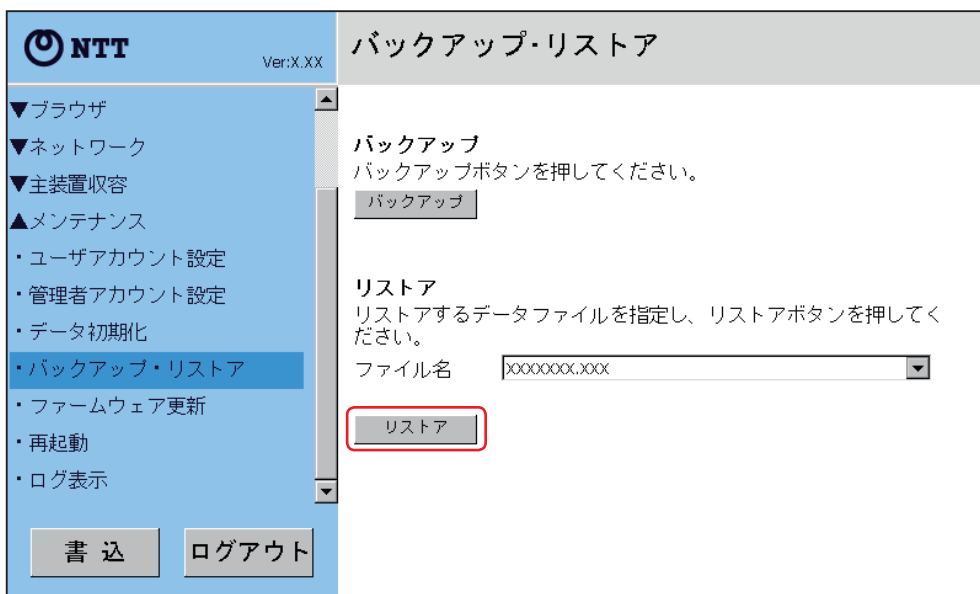 NTT
Ver:X.XX
バックアップ・リストア
▼ブラウザ
▼ネットワーク
▼主装置収容
▲メンテナンス
・ユーザアカウント設定
・管理者アカウント設定
・データ初期化
・バックアップ・リストア
・ファームウェア更新
・再起動
・ログ表示
書 込
ログアウト
バックアップ
バックアップボタンを押してください。
バックアップ
リストア
リストアするデータファイルを指定し、リストアボタンを押してく
ださい。
ファイル名 XXXXXXX.XXX
リストア